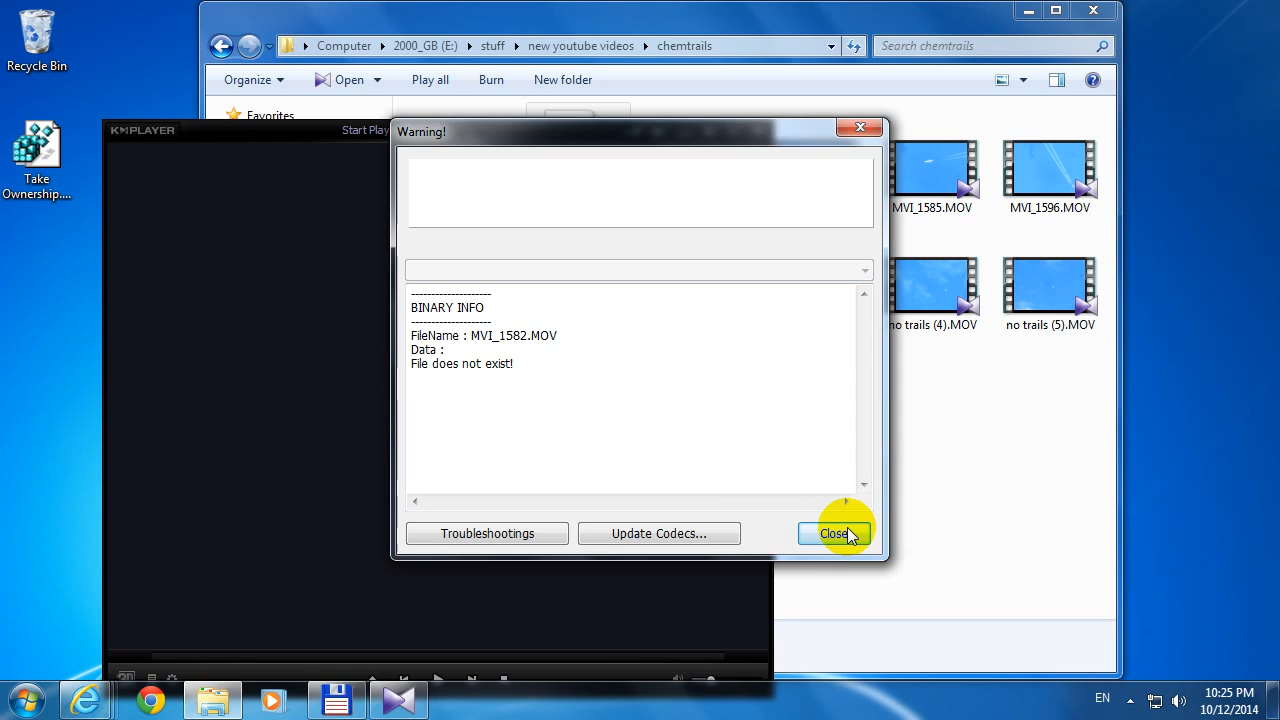 Recycle Bin
Take
Ownership....
Computer
2000_GB (E:)
stuff
new youtube videos
chemtrails
Search chemtrails
Organize
Open
Play all
Burn
New folder
Favorites
KMPLAYER
Start Play
Warning!
--------------------
BINARY INFO
--------------------
FileName : MVI_1582.MOV
Data :
File does not exist!
Troubleshootings
Update Codecs...
Close
MVI_1585.MOV
MVI_1596.MOV
no trails (4).MOV
no trails (5).MOV
EN
10:25 PM
10/12/2014